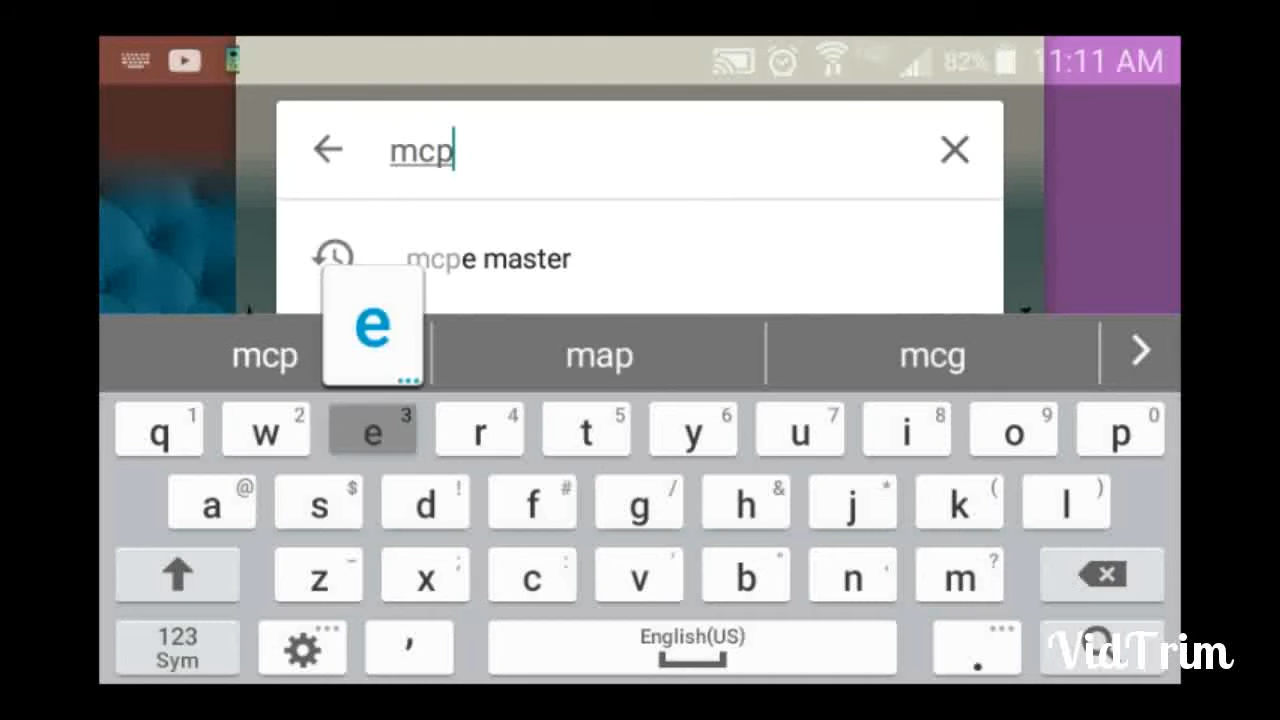 82% 11:11 AM
mcp
mcpe master
e
mcp map mcg
q 1 w 2 e 3 r 4 t 5 y 6 u 7 i 8 o 9 p 0
a @ s $ d ! f # g / h & j * k ( l )
z - x ; c : v ' b " n , m ?
123
Sym
English(US)
, .
VidTrim